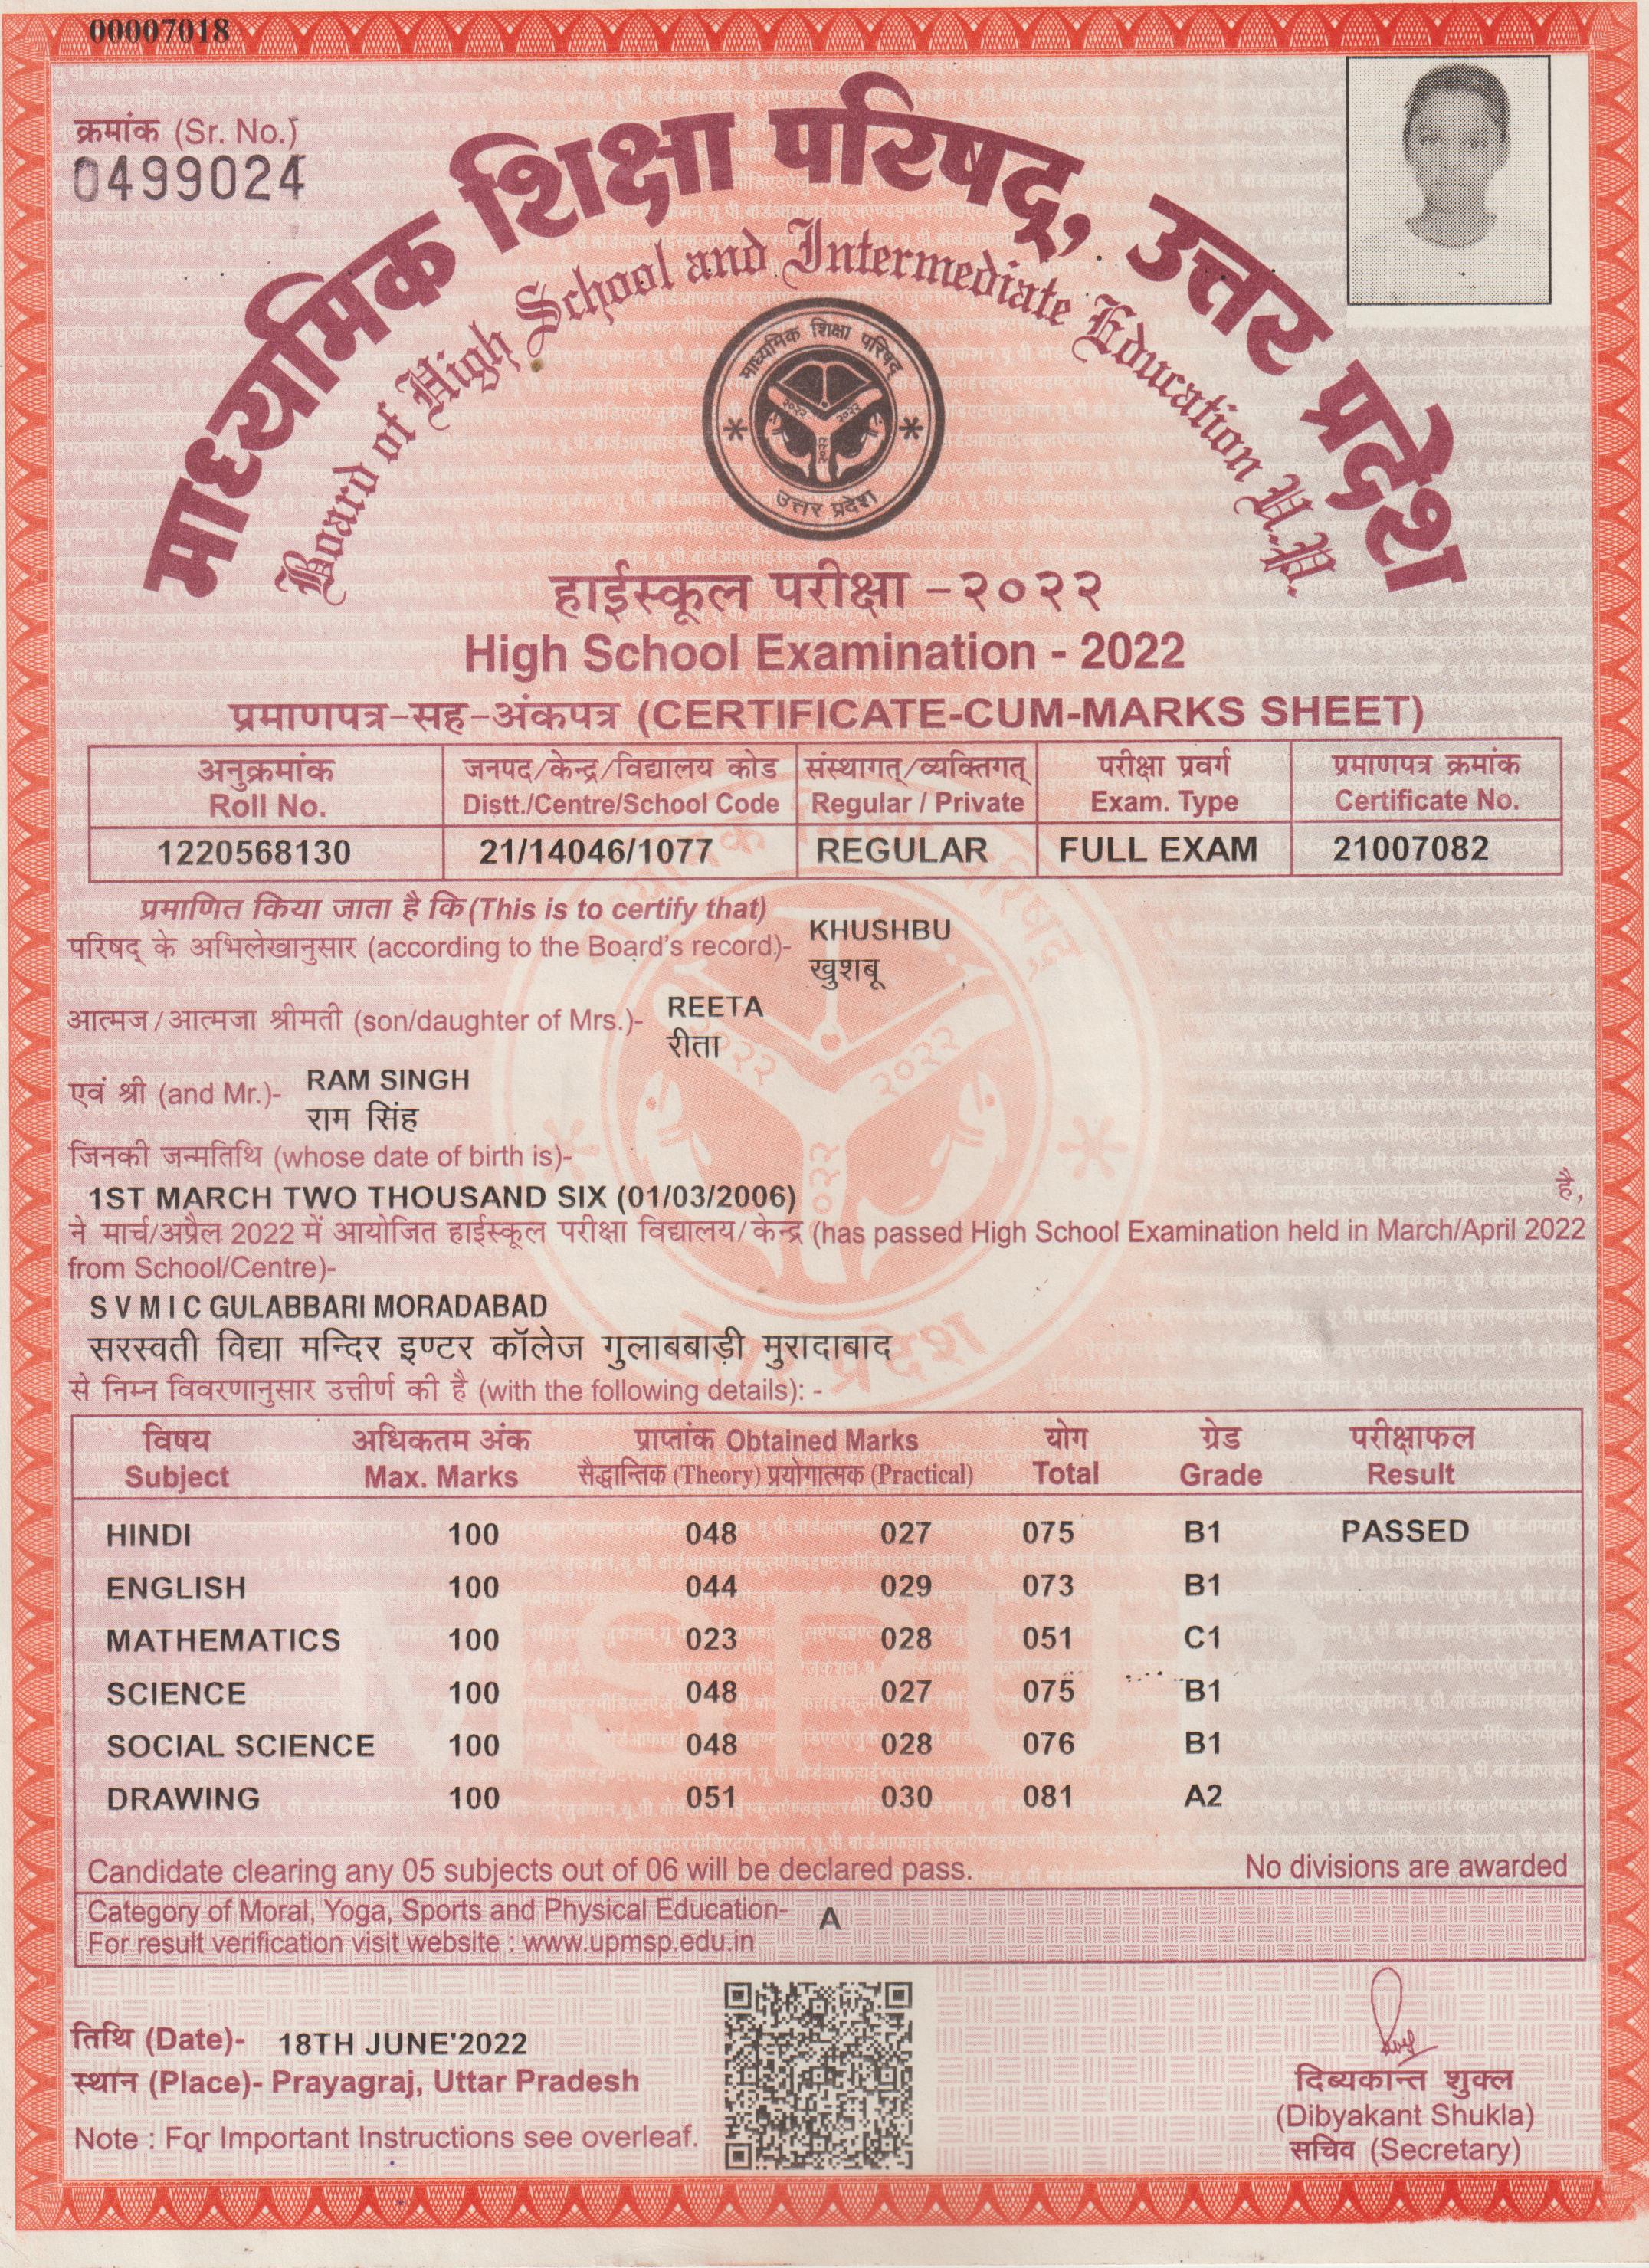 00007018
क्रमांक (Sr. No.)
0499024
माध्यमिक शिक्षा परिषद्, उत्तर प्रदेश
Board of High School and Intermediate Education U.P.
माध्यमिक शिक्षा परिषद्
२०२२ २०२२
२०२२
उत्तर प्रदेश
हाईस्कूल परीक्षा - २०२२
High School Examination - 2022
प्रमाणपत्र-सह-अंकपत्र (CERTIFICATE-CUM-MARKS SHEET)
अनुक्रमांक जनपद/केन्द्र/विद्यालय कोड संस्थागत/व्यक्तिगत् परीक्षा प्रवर्ग प्रमाणपत्र क्रमांक
Roll No. Distt./Centre/School Code Regular / Private Exam. Type Certificate No.
1220568130 21/14046/1077 REGULAR FULL EXAM 21007082
प्रमाणित किया जाता है कि (This is to certify that)
परिषद् के अभिलेखानुसार (according to the Board's record)- KHUSHBU
खुशबू
आत्मज/आत्मजा श्रीमती (son/daughter of Mrs.)- REETA
रीता
एवं श्री (and Mr.)- RAM SINGH
राम सिंह
जिनकी जन्मतिथि (whose date of birth is)-
1ST MARCH TWO THOUSAND SIX (01/03/2006) है,
ने मार्च/अप्रैल 2022 में आयोजित हाईस्कूल परीक्षा विद्यालय/केन्द्र (has passed High School Examination held in March/April 2022
from School/Centre)-
S V M I C GULABBARI MORADABAD
सरस्वती विद्या मन्दिर इण्टर कॉलेज गुलाबबाड़ी मुरादाबाद
से निम्न विवरणानुसार उत्तीर्ण की है (with the following details): -
विषय अधिकतम अंक प्राप्तांक Obtained Marks योग ग्रेड परीक्षाफल
Subject Max. Marks सैद्धान्तिक (Theory) प्रयोगात्मक (Practical) Total Grade Result
HINDI 100 048 027 075 B1 PASSED
ENGLISH 100 044 029 073 B1
MATHEMATICS 100 023 028 051 C1
SCIENCE 100 048 027 075 B1
SOCIAL SCIENCE 100 048 028 076 B1
DRAWING 100 051 030 081 A2
Candidate clearing any 05 subjects out of 06 will be declared pass. No divisions are awarded
Category of Moral, Yoga, Sports and Physical Education- A
For result verification visit website : www.upmsp.edu.in
तिथि (Date)- 18TH JUNE'2022
स्थान (Place)- Prayagraj, Uttar Pradesh
Note : For Important Instructions see overleaf.
दिब्यकान्त शुक्ल
(Dibyakant Shukla)
सचिव (Secretary)